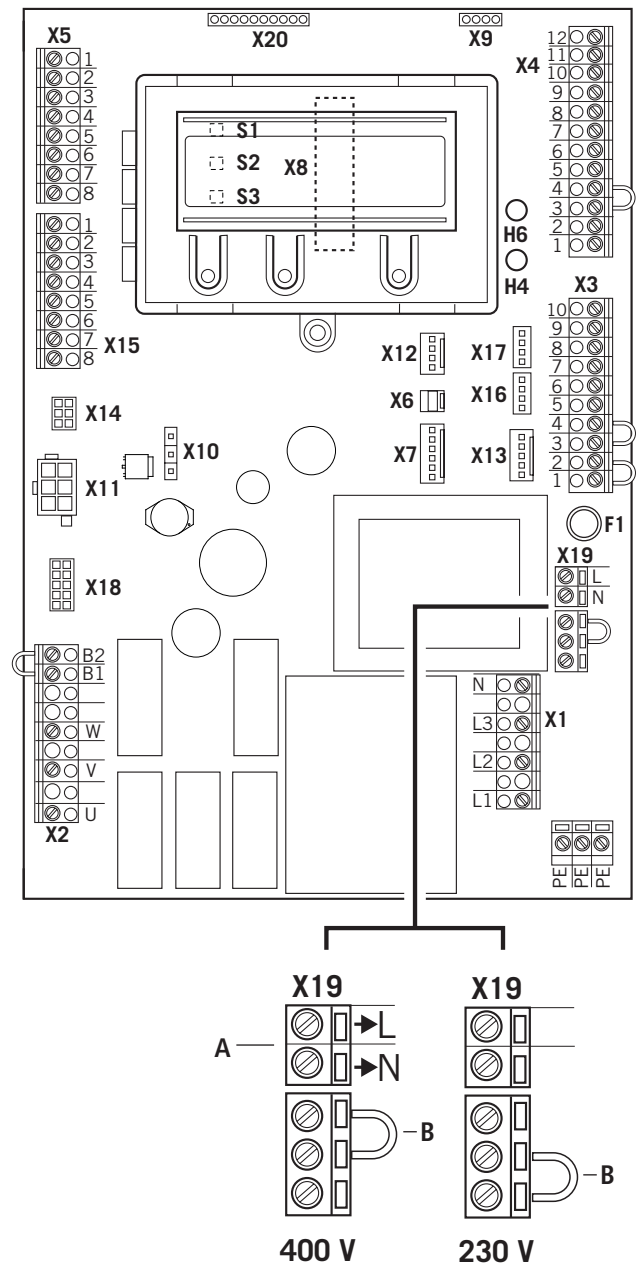 X5
X20
X9
X4
1
2
3
4
5
6
7
8
12
11
10
9
8
7
6
5
4
3
2
1
S1
S2
S3
X8
H6
H4
X15
1
2
3
4
5
6
7
8
X3
10
9
8
7
6
5
4
3
2
1
X12
X17
X6
X16
X7
X13
X14
X10
X11
X18
F1
X19
L
N
B2
B1
W
V
U
X2
N
L3
L2
L1
X1
PE
PE
PE
X19
X19
A
L
N
B
B
400 V
230 V